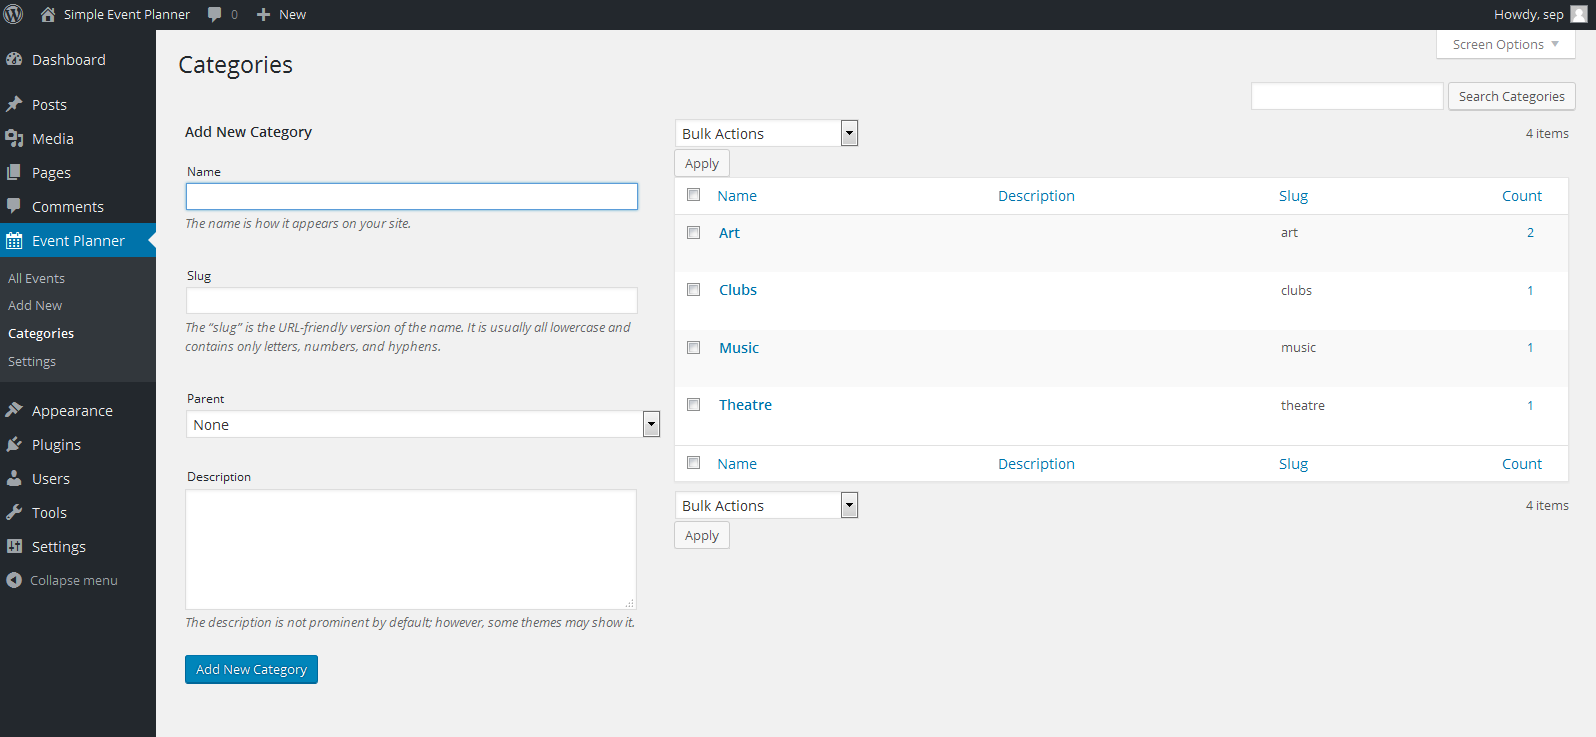 Simple Event Planner 0 New Howdy, sep
Screen Options
Dashboard
Posts
Media
Pages
Comments
Event Planner
All Events
Add New
Categories
Settings
Appearance
Plugins
Users
Tools
Settings
Collapse menu
Categories
Search Categories
Add New Category
Name
The name is how it appears on your site.
Slug
The “slug” is the URL-friendly version of the name. It is usually all lowercase and
contains only letters, numbers, and hyphens.
Parent
None
Description
The description is not prominent by default; however, some themes may show it.
Add New Category
Bulk Actions 4 items
Apply
Name Description Slug Count
Art art 2
Clubs clubs 1
Music music 1
Theatre theatre 1
Name Description Slug Count
Bulk Actions 4 items
Apply